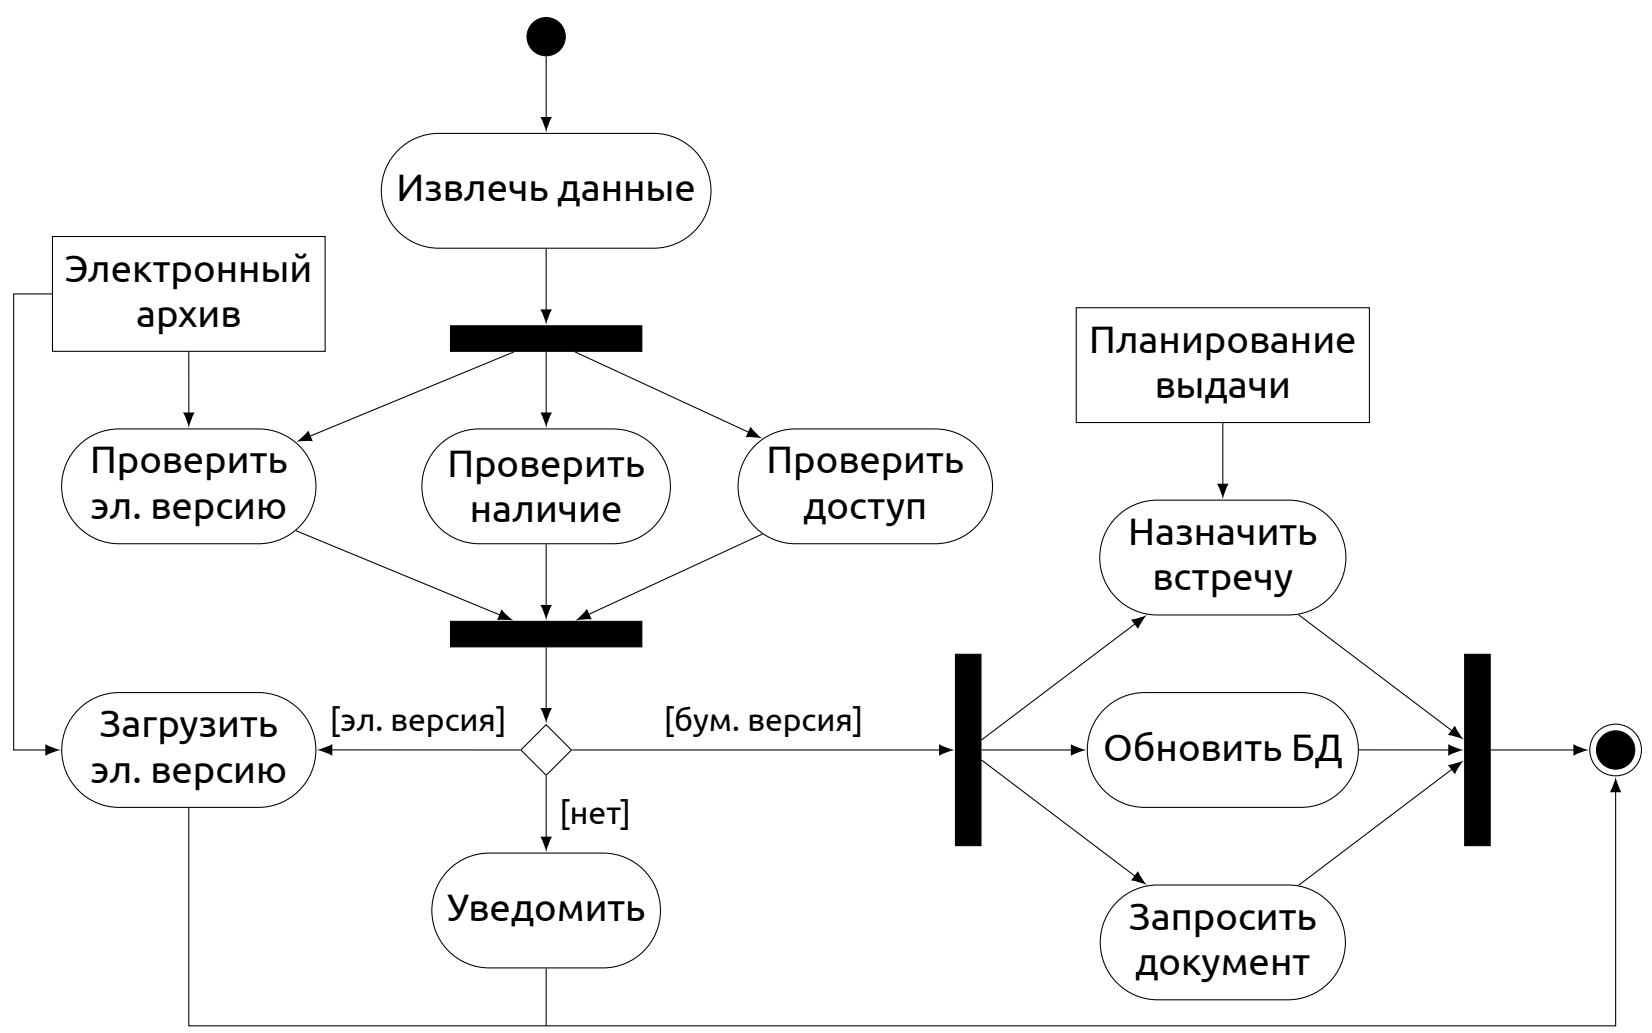 Извлечь данные
Электронный
архив
Планирование
выдачи
Проверить
эл. версию
Проверить
наличие
Проверить
доступ
Назначить
встречу
Загрузить
эл. версию
[эл. версия]
[бум. версия]
Обновить БД
[нет]
Уведомить
Запросить
документ